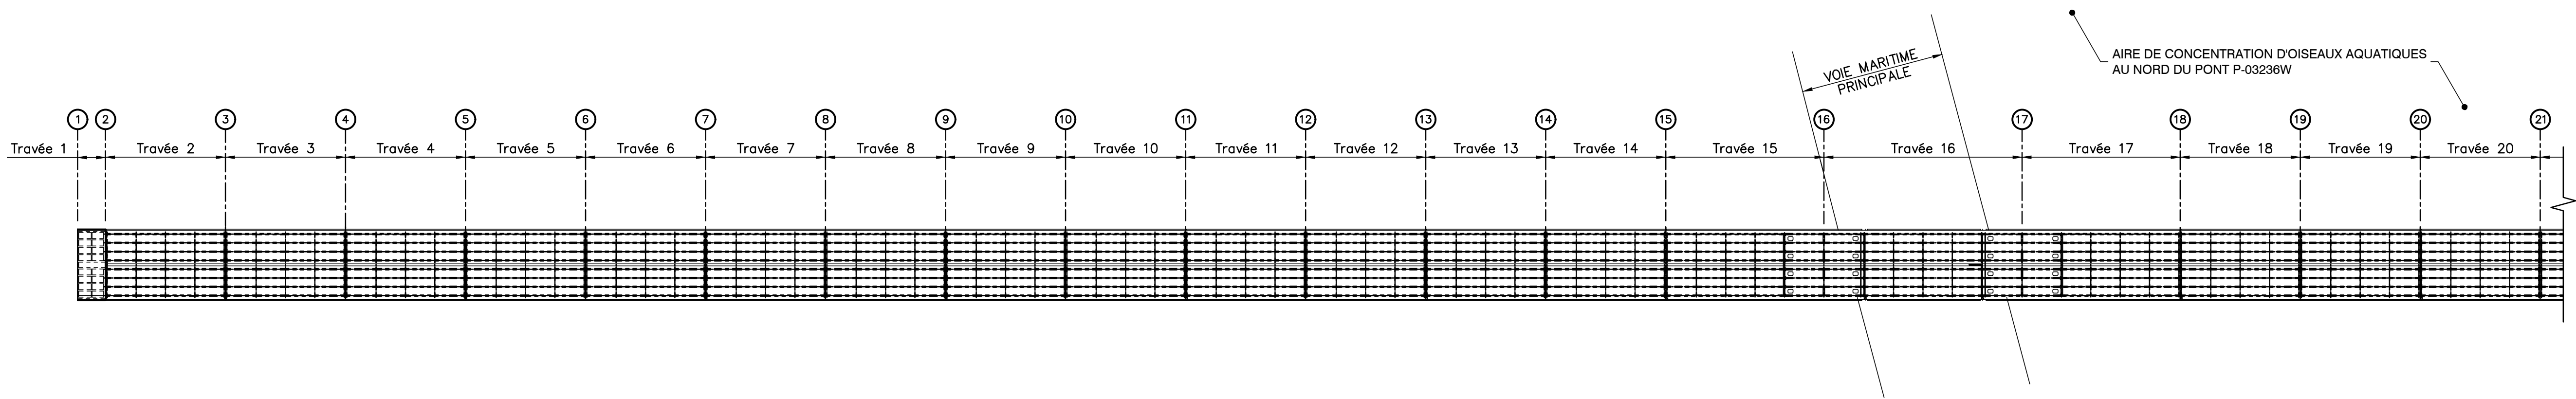 AIRE DE CONCENTRATION D'OISEAUX AQUATIQUES
AU NORD DU PONT P-03236W
VOIE MARITIME
PRINCIPALE
1 2 3 4 5 6 7 8 9 10 11 12 13 14 15 16 17 18 19 20 21
Travée 1 Travée 2 Travée 3 Travée 4 Travée 5 Travée 6 Travée 7 Travée 8 Travée 9 Travée 10 Travée 11 Travée 12 Travée 13 Travée 14 Travée 15 Travée 16 Travée 17 Travée 18 Travée 19 Travée 20